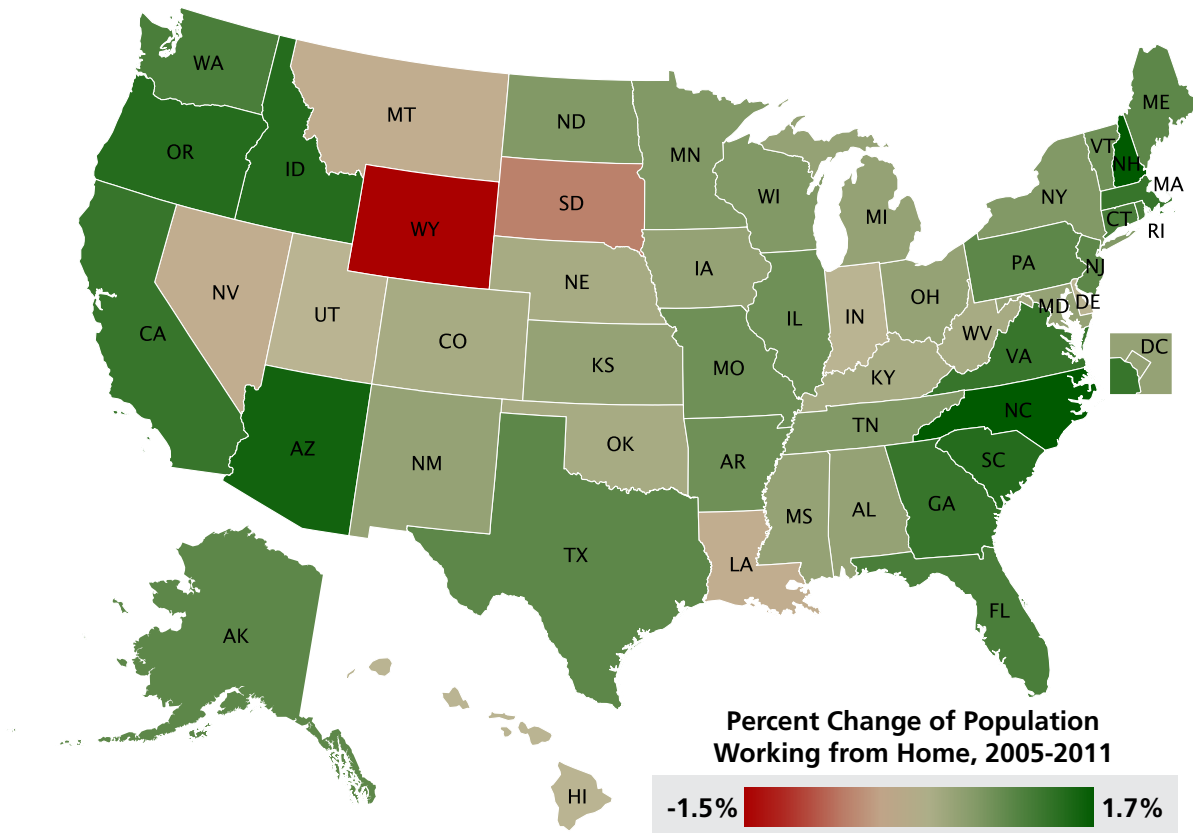 WA
MT
ND
MN
ME
VT
NH
OR
ID
SD
WI
MI
NY
MA
WY
CT
RI
NV
UT
NE
IA
PA
NJ
CA
CO
KS
MO
IL
IN
OH
WV
MD
DE
VA
DC
KY
AZ
NM
OK
AR
TN
NC
SC
MS
AL
GA
TX
LA
FL
AK
HI
Percent Change of Population
Working from Home, 2005-2011
-1.5% 1.7%